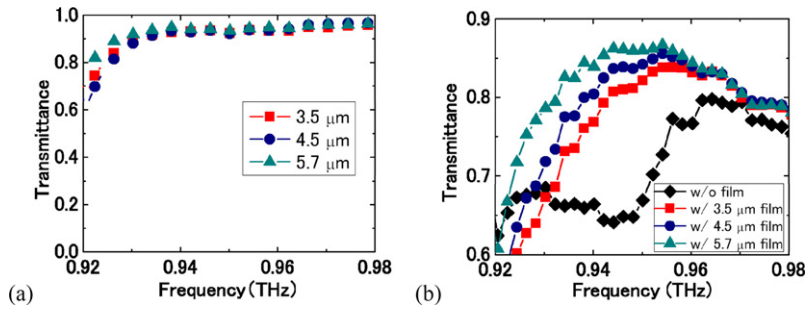 1.0
0.8
0.6
0.4
0.2
0.0
Transmittance
3.5 μm
4.5 μm
5.7 μm
0.92 0.94 0.96 0.98
Frequency (THz)
(a)
0.9
0.8
0.7
0.6
Transmittance
w/o film
w/ 3.5 μm film
w/ 4.5 μm film
w/ 5.7 μm film
0.92 0.94 0.96 0.98
Frequency (THz)
(b)